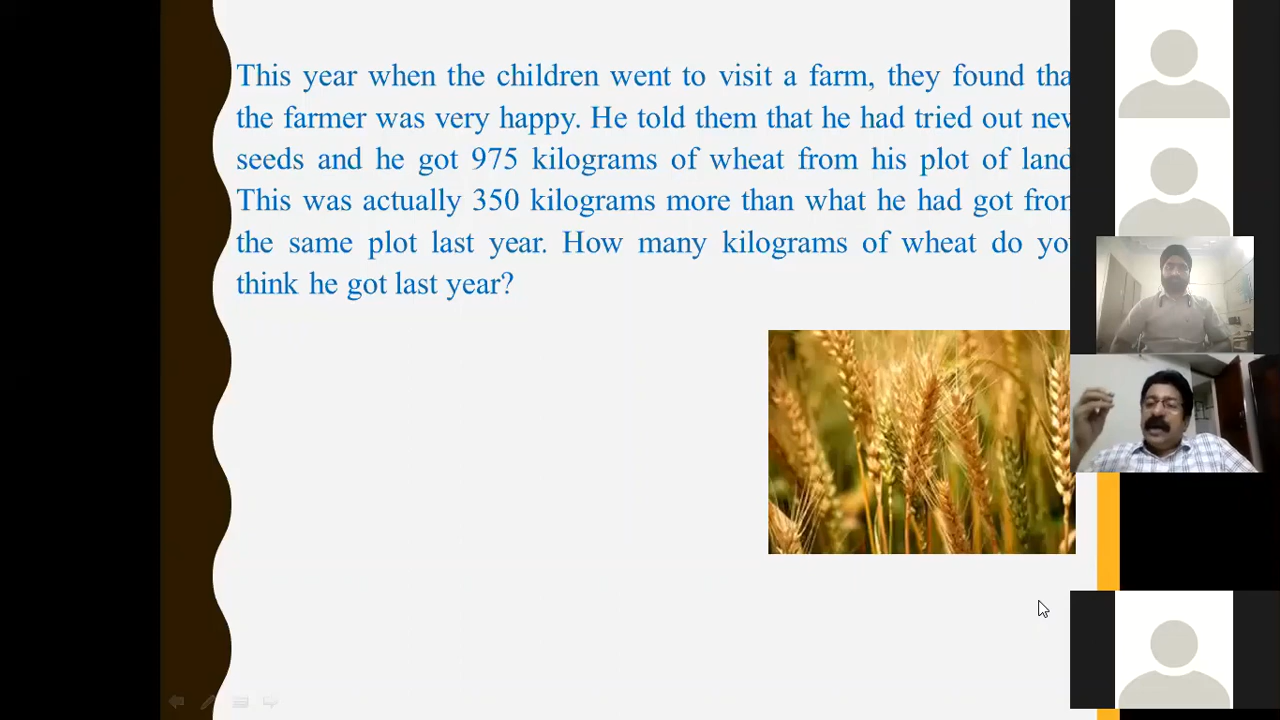 This year when the children went to visit a farm, they found tha
the farmer was very happy. He told them that he had tried out new
seeds and he got 975 kilograms of wheat from his plot of land
This was actually 350 kilograms more than what he had got from
the same plot last year. How many kilograms of wheat do yo
think he got last year?